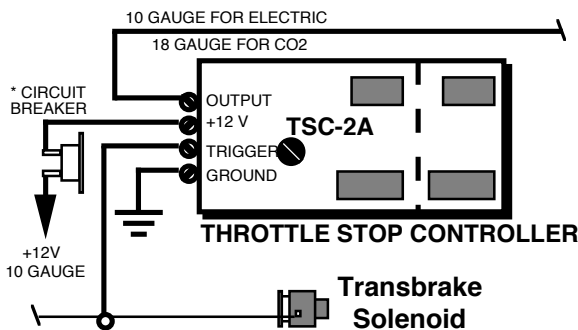 10 GAUGE FOR ELECTRIC
18 GAUGE FOR CO2
* CIRCUIT
BREAKER
OUTPUT
+12 V
TSC-2A
TRIGGER
GROUND
THROTTLE STOP CONTROLLER
+12V
10 GAUGE
Transbrake
Solenoid